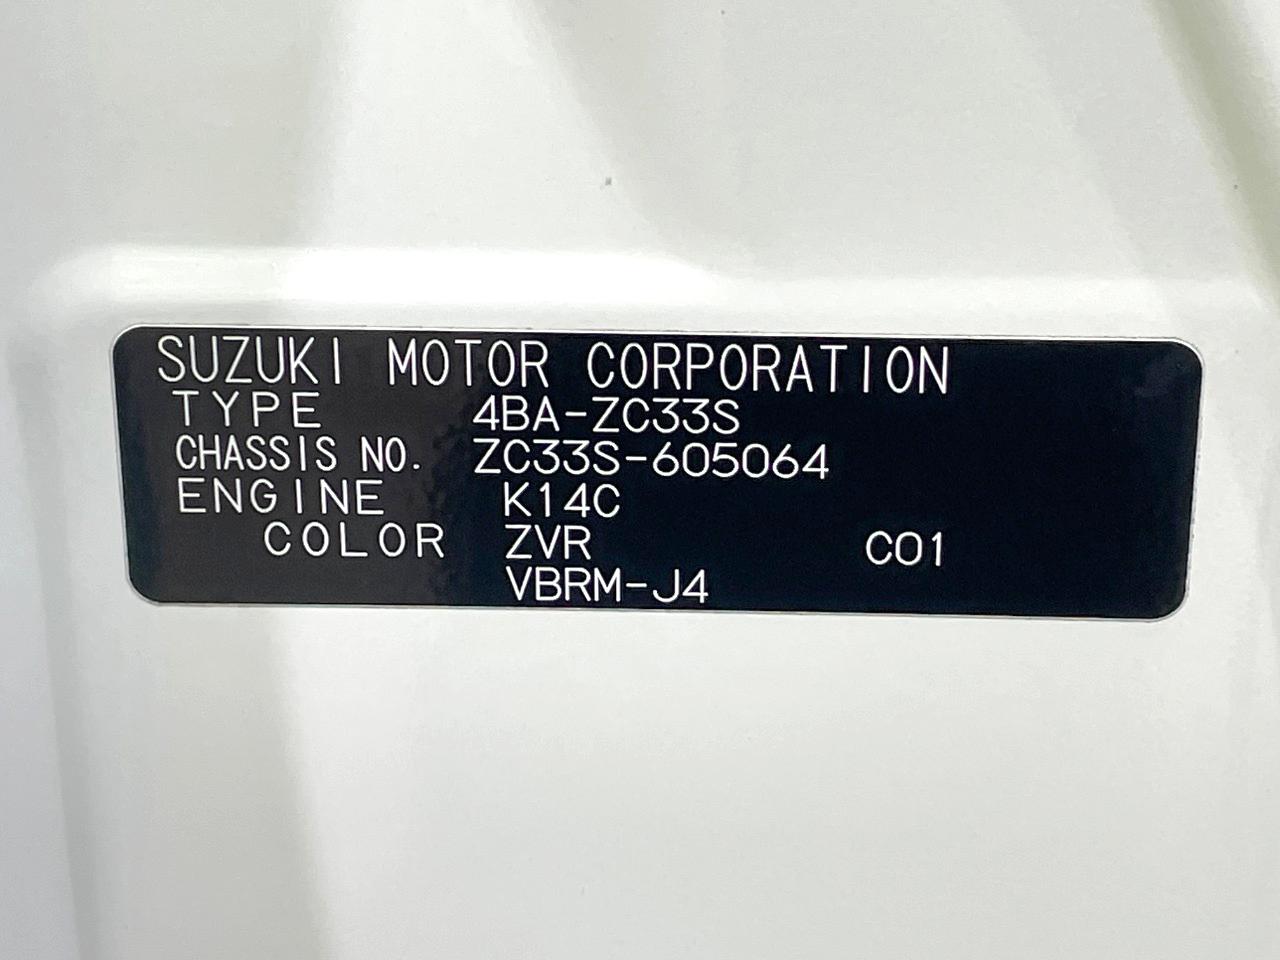 SUZUKI MOTOR CORPORATION
TYPE 4BA-ZC33S
CHASSIS NO. ZC33S-605064
ENGINE K14C
COLOR ZVR C01
VBRM-J4